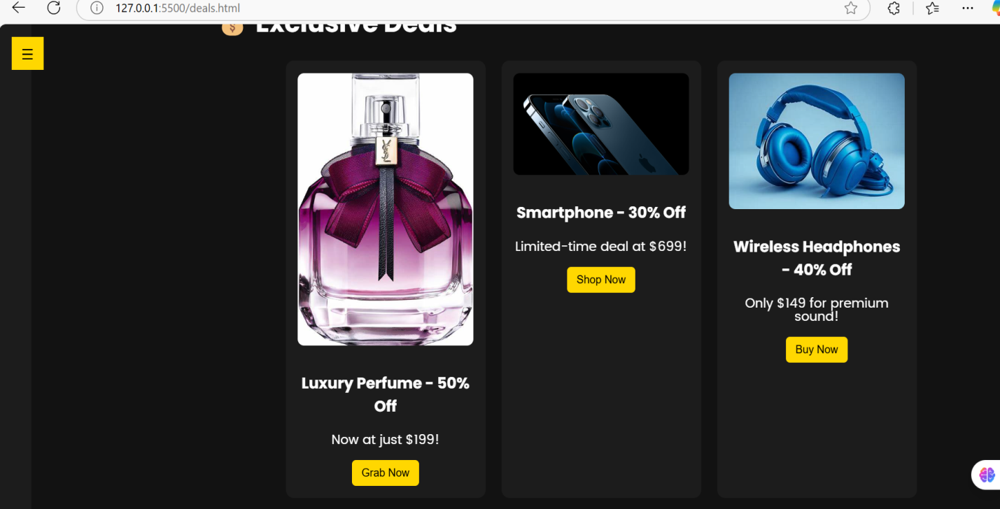 127.0.0.1:5500/deals.html
Exclusive Deals
YSL
Luxury Perfume - 50%
Off
Now at just $199!
Grab Now
Smartphone - 30% Off
Limited-time deal at $699!
Shop Now
Wireless Headphones
- 40% Off
Only $149 for premium
sound!
Buy Now